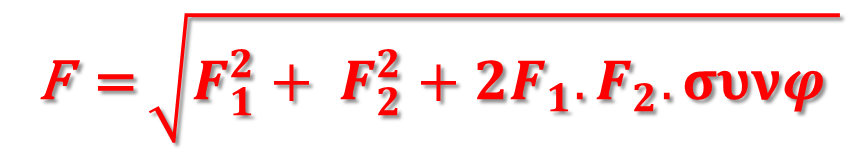 F = √(F₁² + F₂² + 2F₁. F₂. συνφ)